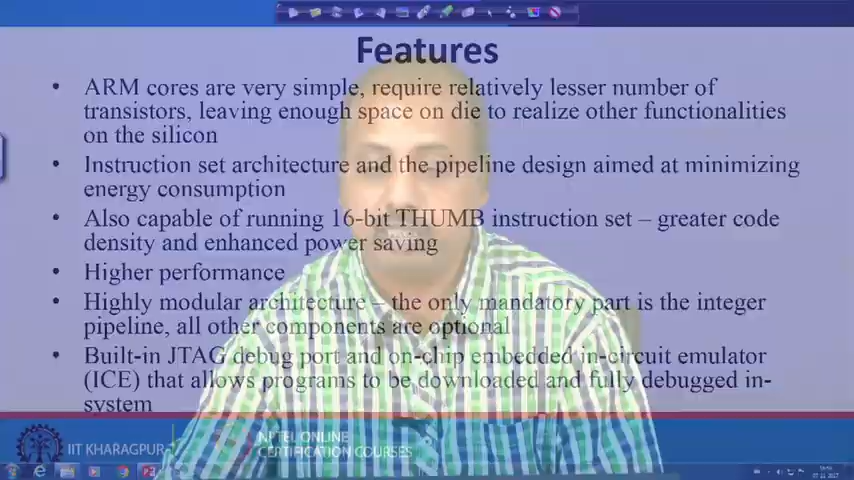 Features
• ARM cores are very simple, require relatively lesser number of
transistors, leaving enough space on die to realize other functionalities
on the silicon
• Instruction set architecture and the pipeline design aimed at minimizing
energy consumption
• Also capable of running 16-bit THUMB instruction set – greater code
density and enhanced power saving
• Higher performance
• Highly modular architecture – the only mandatory part is the integer
pipeline, all other components are optional
• Built-in JTAG debug port and on-chip embedded in-circuit emulator
(ICE) that allows programs to be downloaded and fully debugged in-
system
IIT KHARAGPUR
NPTEL ONLINE
CERTIFICATION COURSES